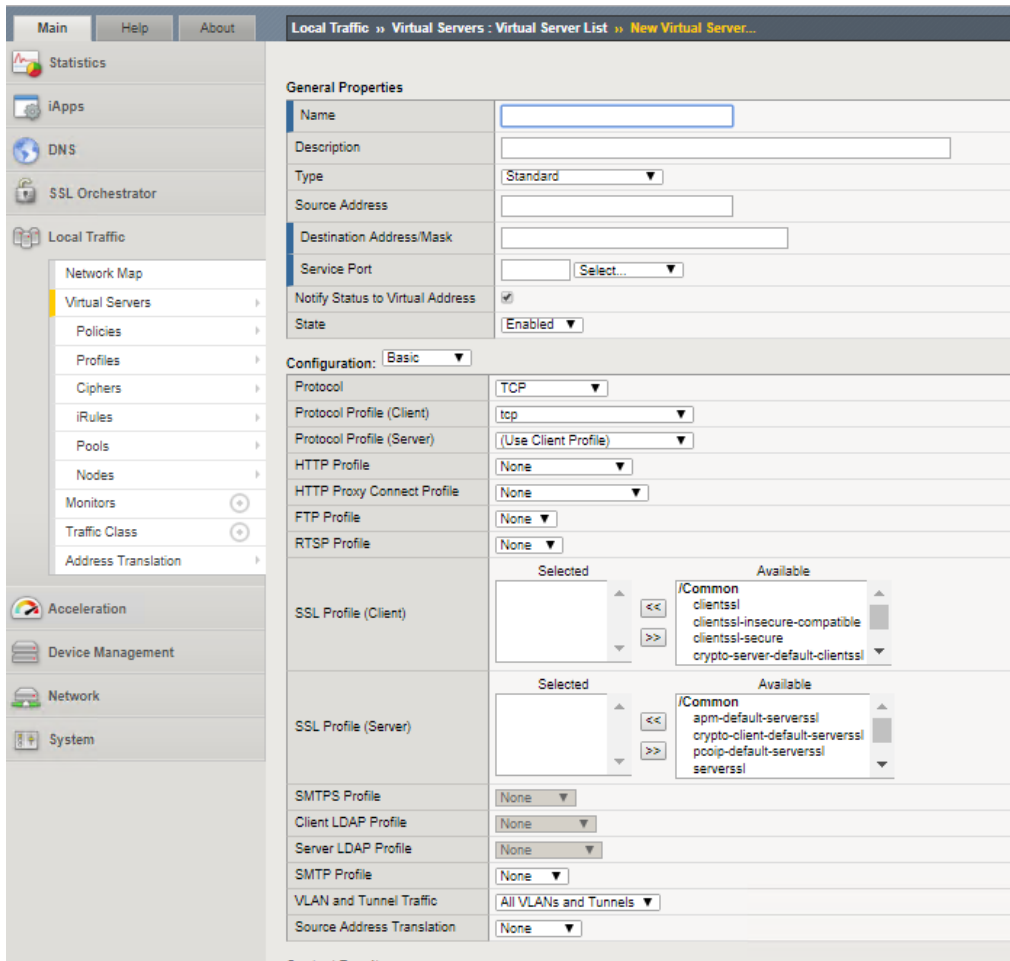 Main Help About
Local Traffic ›› Virtual Servers : Virtual Server List ›› New Virtual Server...
Statistics
iApps
DNS
SSL Orchestrator
Local Traffic
Network Map
Virtual Servers
Policies
Profiles
Ciphers
iRules
Pools
Nodes
Monitors
Traffic Class
Address Translation
Acceleration
Device Management
Network
System
General Properties
Name
Description
Type Standard
Source Address
Destination Address/Mask
Service Port Select...
Notify Status to Virtual Address
State Enabled
Configuration: Basic
Protocol TCP
Protocol Profile (Client) tcp
Protocol Profile (Server) (Use Client Profile)
HTTP Profile None
HTTP Proxy Connect Profile None
FTP Profile None
RTSP Profile None
SSL Profile (Client)
Selected Available
<< >>
/Common
clientssl
clientssl-insecure-compatible
clientssl-secure
crypto-server-default-clientssl
SSL Profile (Server)
Selected Available
<< >>
/Common
apm-default-serverssl
crypto-client-default-serverssl
pcoip-default-serverssl
serverssl
SMTPS Profile None
Client LDAP Profile None
Server LDAP Profile None
SMTP Profile None
VLAN and Tunnel Traffic All VLANs and Tunnels
Source Address Translation None